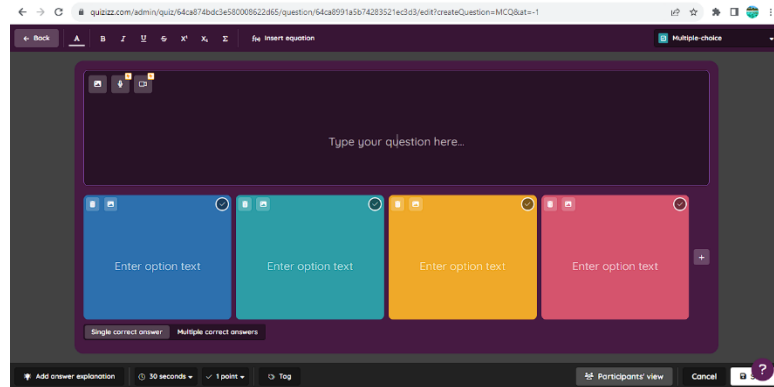 quizizz.com/admin/quiz/64ca874bdc3e580008622d65/question/64ca8991a5b74283521ec3d3/edit?createQuestion=MCQ&at=-1
← Back A B I U S X² X₂ Σ f(x) Insert equation Multiple-choice
Type your question here...
Enter option text Enter option text Enter option text Enter option text
+
Single correct answer Multiple correct answers
Add answer explanation 30 seconds 1 point Tag Participants' view Cancel ?